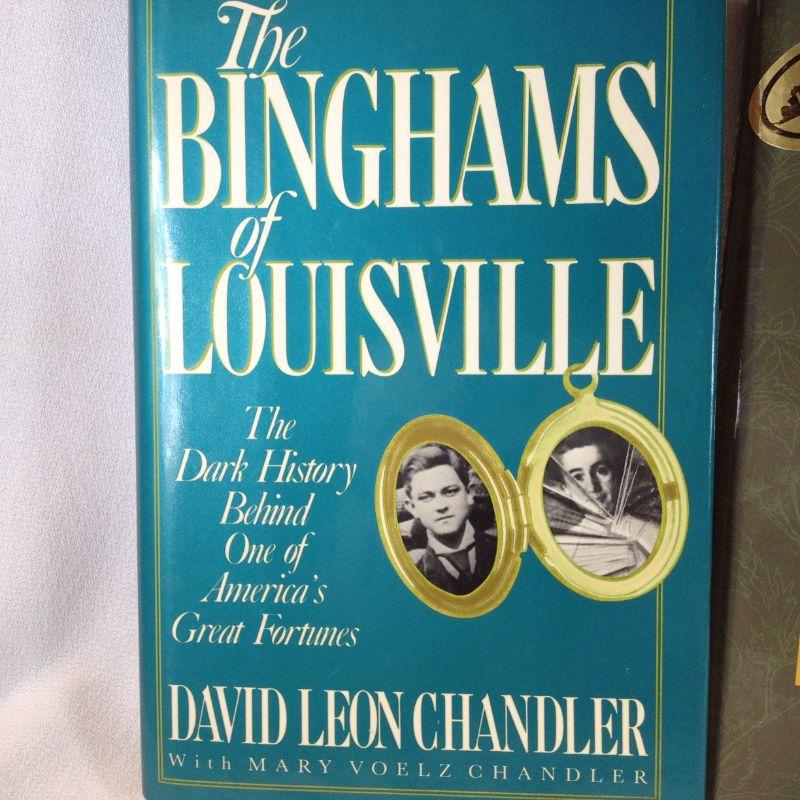 The
BINGHAMS
of
LOUISVILLE
The
Dark History
Behind
One of
America's
Great Fortunes
DAVID LEON CHANDLER
With MARY VOELZ CHANDLER